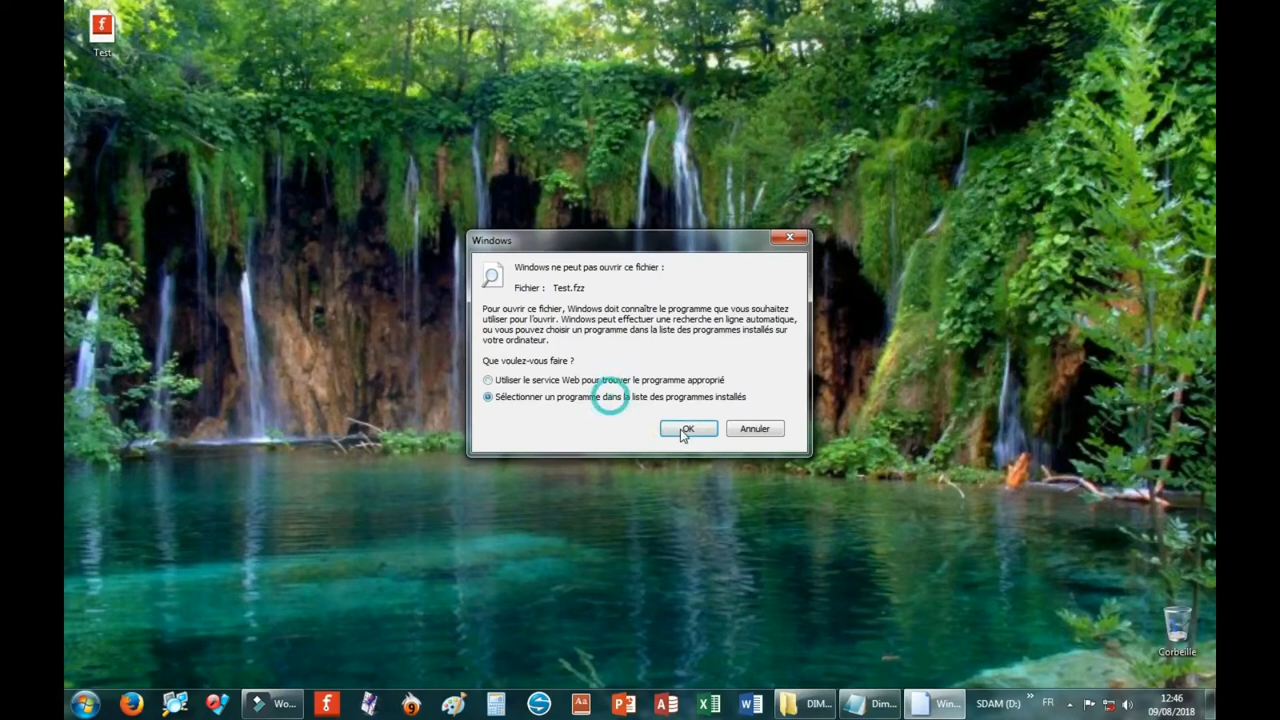 Test
Windows
Windows ne peut pas ouvrir ce fichier :
Fichier : Test.fzz
Pour ouvrir ce fichier, Windows doit connaître le programme que vous souhaitez
utiliser pour l'ouvrir. Windows peut effectuer une recherche en ligne automatique,
ou vous pouvez choisir un programme dans la liste des programmes installés sur
votre ordinateur.
Que voulez-vous faire ?
Utiliser le service Web pour trouver le programme approprié
Sélectionner un programme dans la liste des programmes installés
OK
Annuler
Corbeille
Wo...
DIM...
Dim...
Win...
SDAM (D:)
FR
12:46
09/08/2018